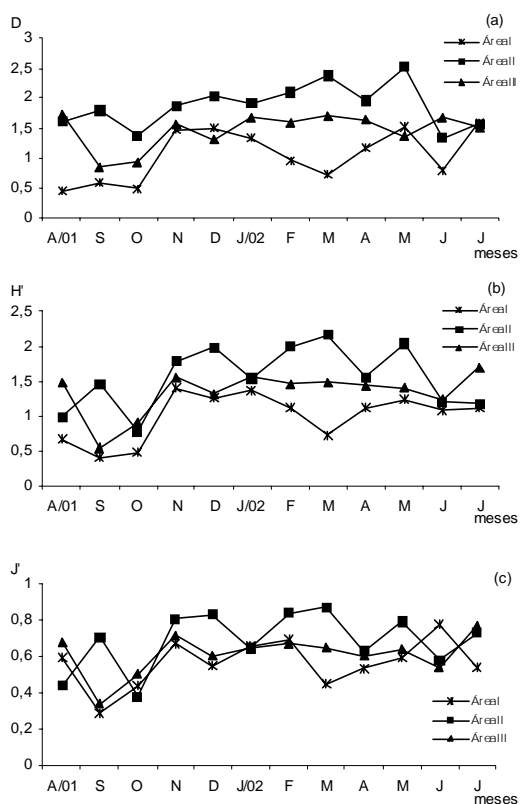 D
(a)
ÁreaI
ÁreaII
ÁreaIII
3
2,5
2
1,5
1
0,5
0
A/01 S O N D J/02 F M A M J J
meses
H'
(b)
ÁreaI
ÁreaII
ÁreaIII
2,5
2
1,5
1
0,5
0
A/01 S O N D J/02 F M A M J J
meses
J'
(c)
1
0,8
0,6
0,4
0,2
0
ÁreaI
ÁreaII
ÁreaIII
A/01 S O N D J/02 F M A M J J
meses